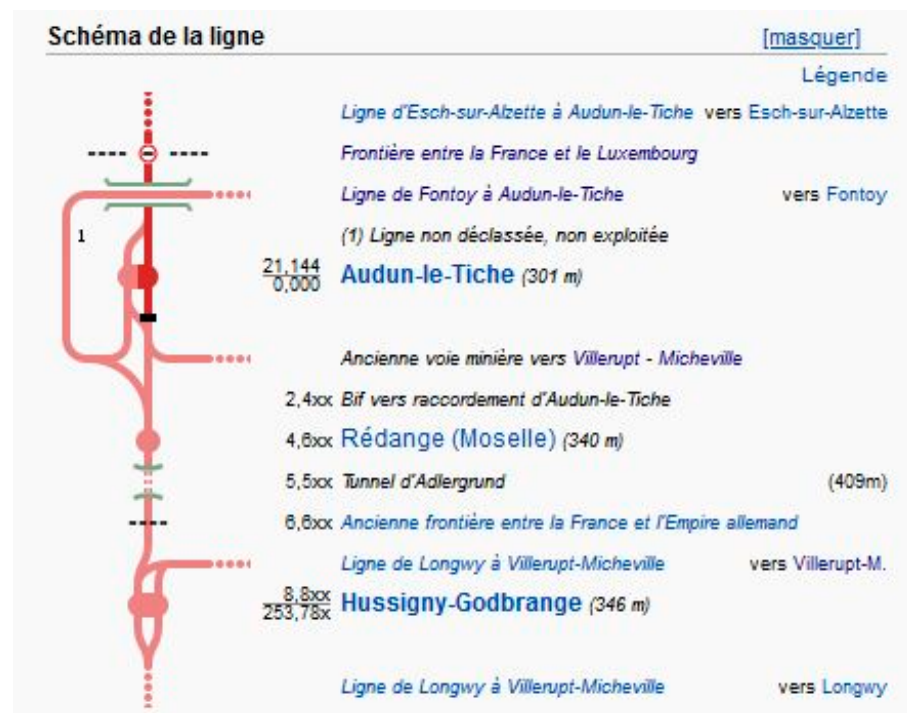 Schéma de la ligne [masquer]
Légende
Ligne d'Esch-sur-Alzette à Audun-le-Tiche vers Esch-sur-Alzette
Frontière entre la France et le Luxembourg
Ligne de Fontoy à Audun-le-Tiche vers Fontoy
1 (1) Ligne non déclassée, non exploitée
21,144
0,000 Audun-le-Tiche (301 m)
Ancienne voie minière vers Villerupt - Micheville
2,4xx Bif vers raccordement d'Audun-le-Tiche
4,6xx Rédange (Moselle) (340 m)
5,5xx Tunnel d'Adlergrund (409m)
6,6xx Ancienne frontière entre la France et l'Empire allemand
Ligne de Longwy à Villerupt-Micheville vers Villerupt-M.
8,8xx
253,78x Hussigny-Godbrange (346 m)
Ligne de Longwy à Villerupt-Micheville vers Longwy